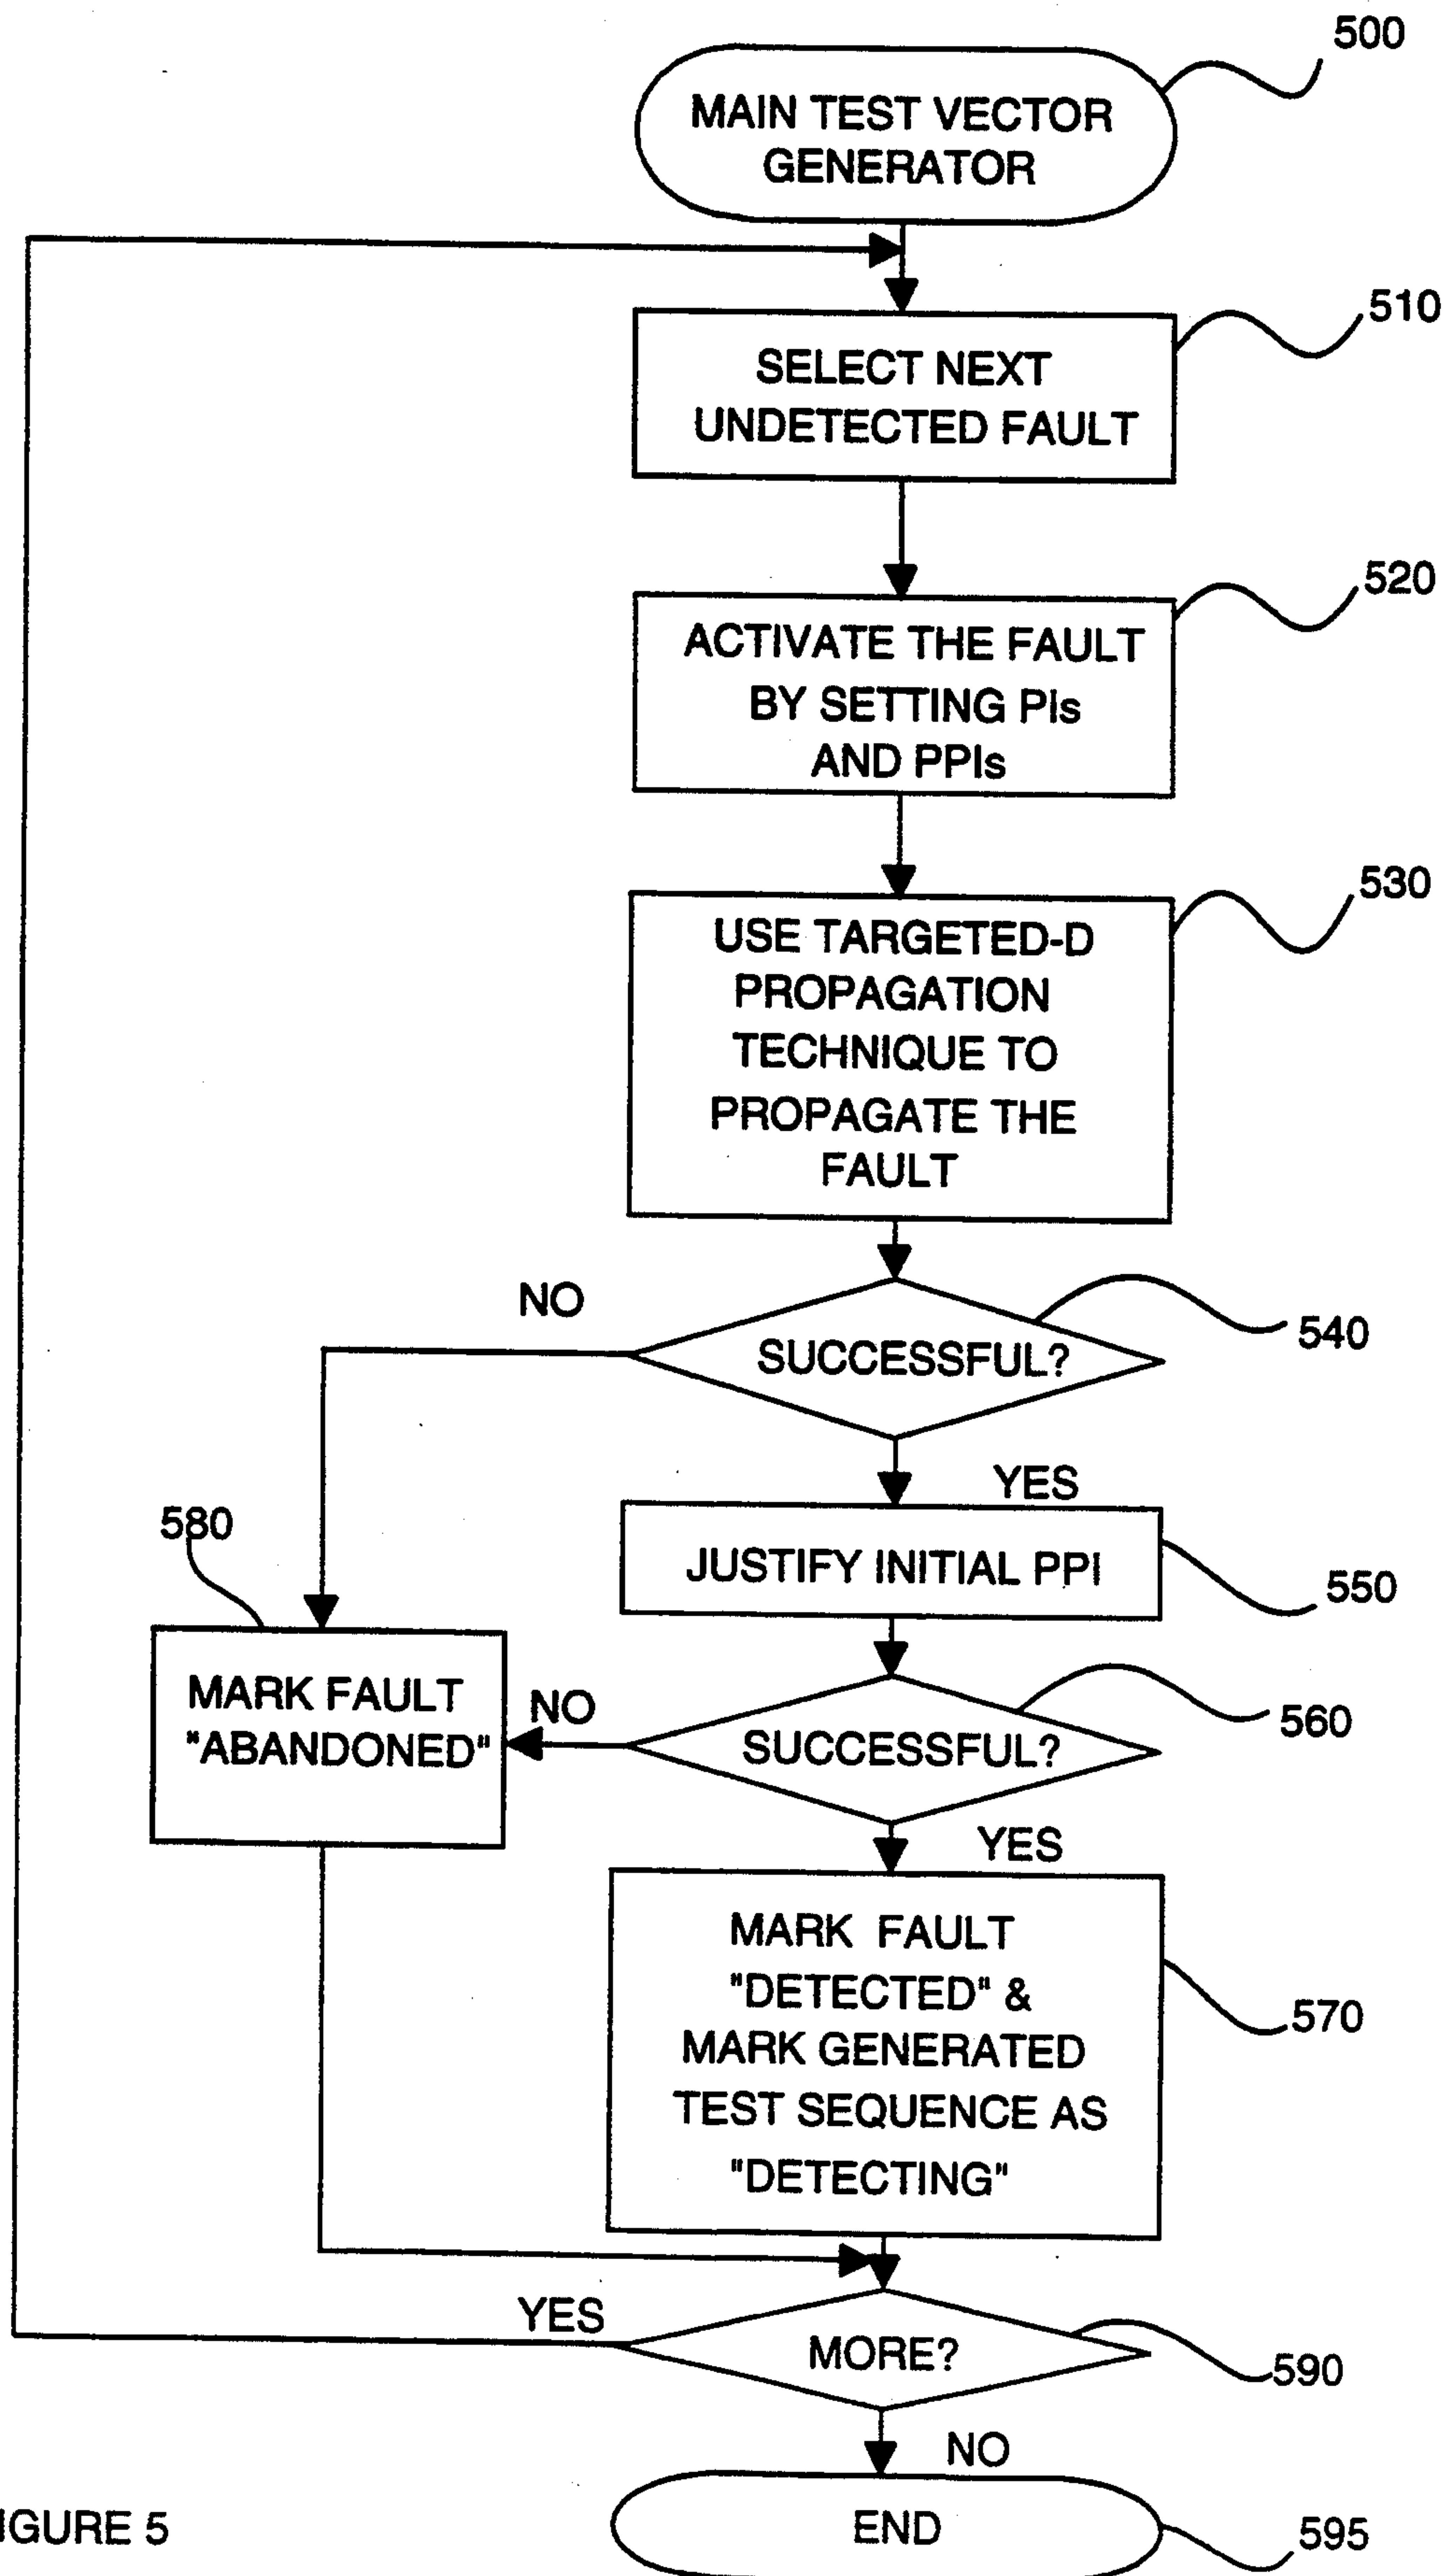 500
MAIN TEST VECTOR
GENERATOR
510
SELECT NEXT
UNDETECTED FAULT
520
ACTIVATE THE FAULT
BY SETTING PIs
AND PPIs
530
USE TARGETED-D
PROPAGATION
TECHNIQUE TO
PROPAGATE THE
FAULT
NO
540
SUCCESSFUL?
YES
580
JUSTIFY INITIAL PPI
550
MARK FAULT
"ABANDONED"
NO
560
SUCCESSFUL?
YES
MARK FAULT
"DETECTED" &
570
MARK GENERATED
TEST SEQUENCE AS
"DETECTING"
YES
MORE?
590
NO
IGURE 5
END
595